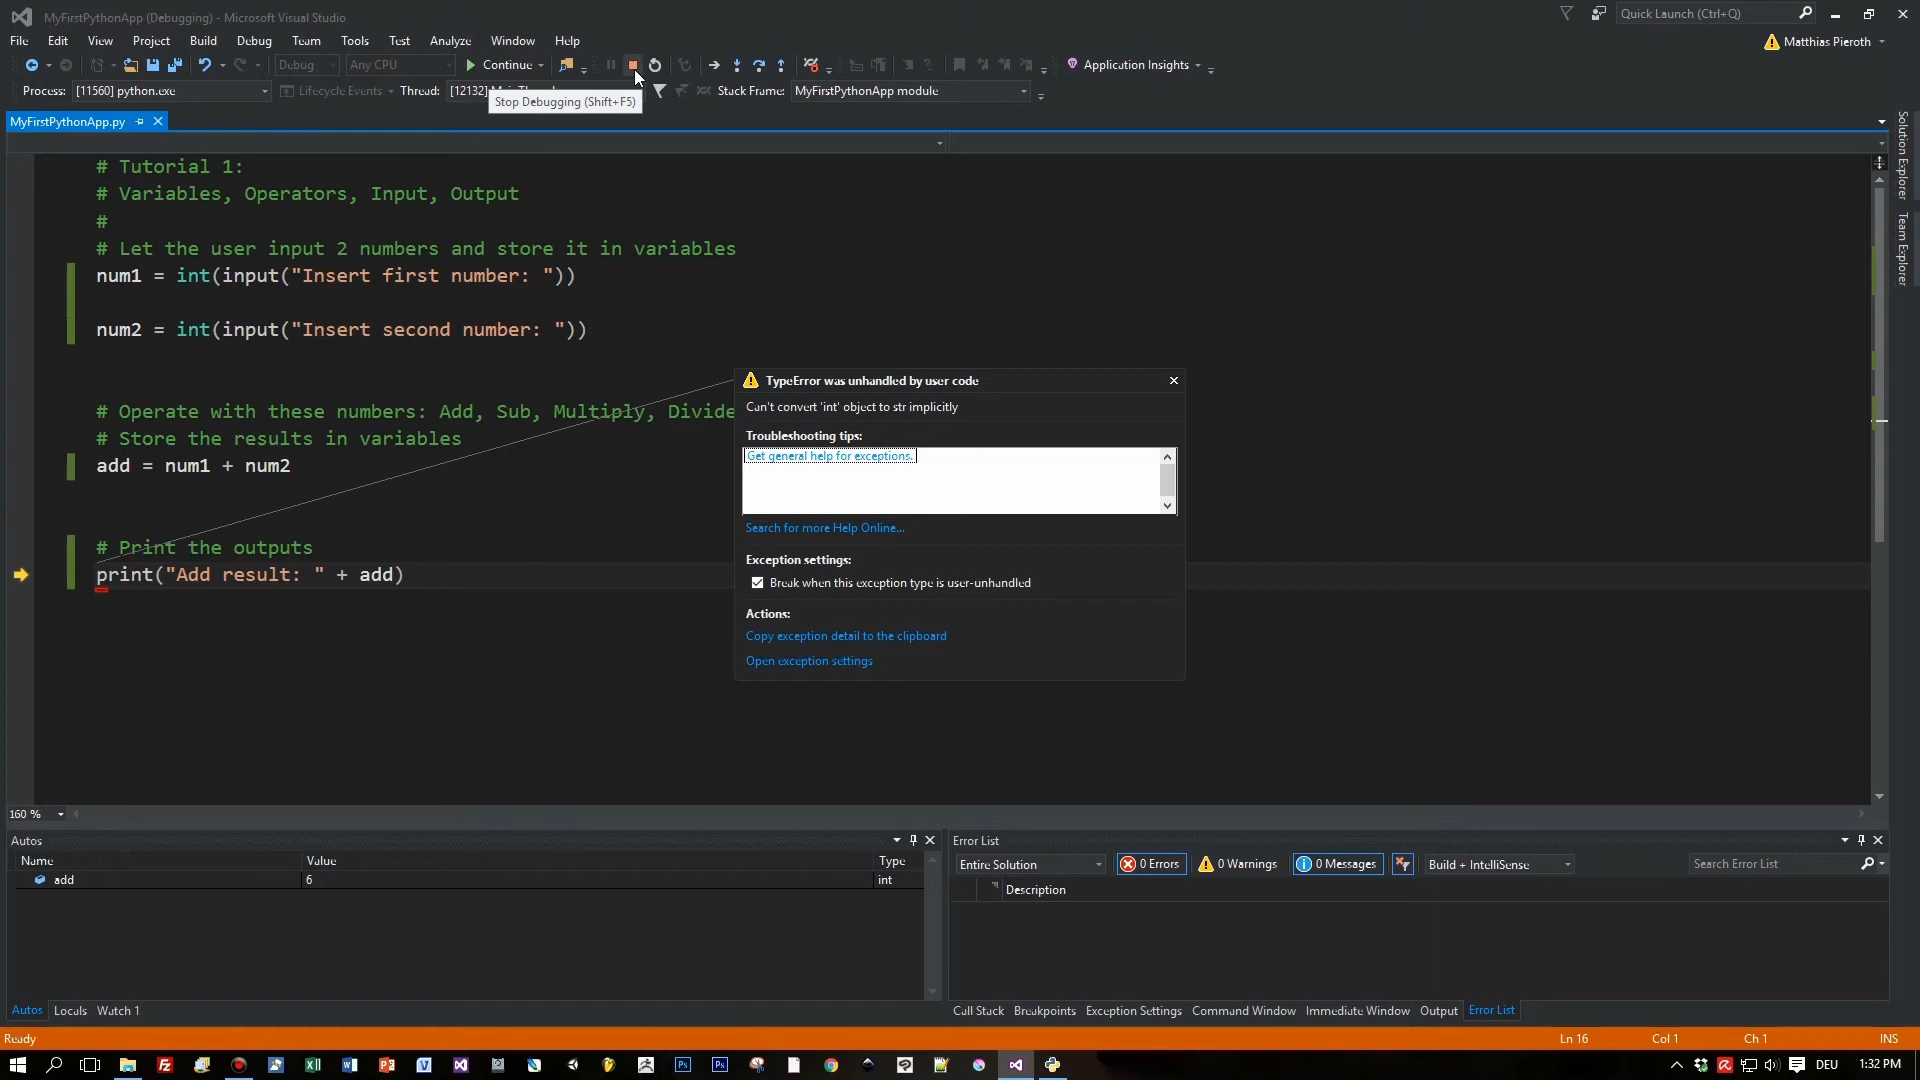 MyFirstPythonApp (Debugging) - Microsoft Visual Studio
Quick Launch (Ctrl+Q)
File Edit View Project Build Debug Team Tools Test Analyze Window Help
Matthias Pieroth
Debug Any CPU Continue Application Insights
Process: [11560] python.exe Lifecycle Events Thread: [12132] Stack Frame: MyFirstPythonApp module
Stop Debugging (Shift+F5)
MyFirstPythonApp.py
Solution Explorer
Team Explorer
# Tutorial 1:
# Variables, Operators, Input, Output
#
# Let the user input 2 numbers and store it in variables
num1 = int(input("Insert first number: "))
num2 = int(input("Insert second number: "))
# Operate with these numbers: Add, Sub, Multiply, Divide
# Store the results in variables
add = num1 + num2
# Print the outputs
print("Add result: " + add)
TypeError was unhandled by user code
Can't convert 'int' object to str implicitly
Troubleshooting tips:
Get general help for exceptions.
Search for more Help Online...
Exception settings:
Break when this exception type is user-unhandled
Actions:
Copy exception detail to the clipboard
Open exception settings
160 %
Autos
Name Value Type
add 6 int
Autos Locals Watch 1
Error List
Entire Solution 0 Errors 0 Warnings 0 Messages Build + IntelliSense Search Error List
Description
Call Stack Breakpoints Exception Settings Command Window Immediate Window Output Error List
Ready Ln 16 Col 1 Ch 1 INS
DEU 1:32 PM